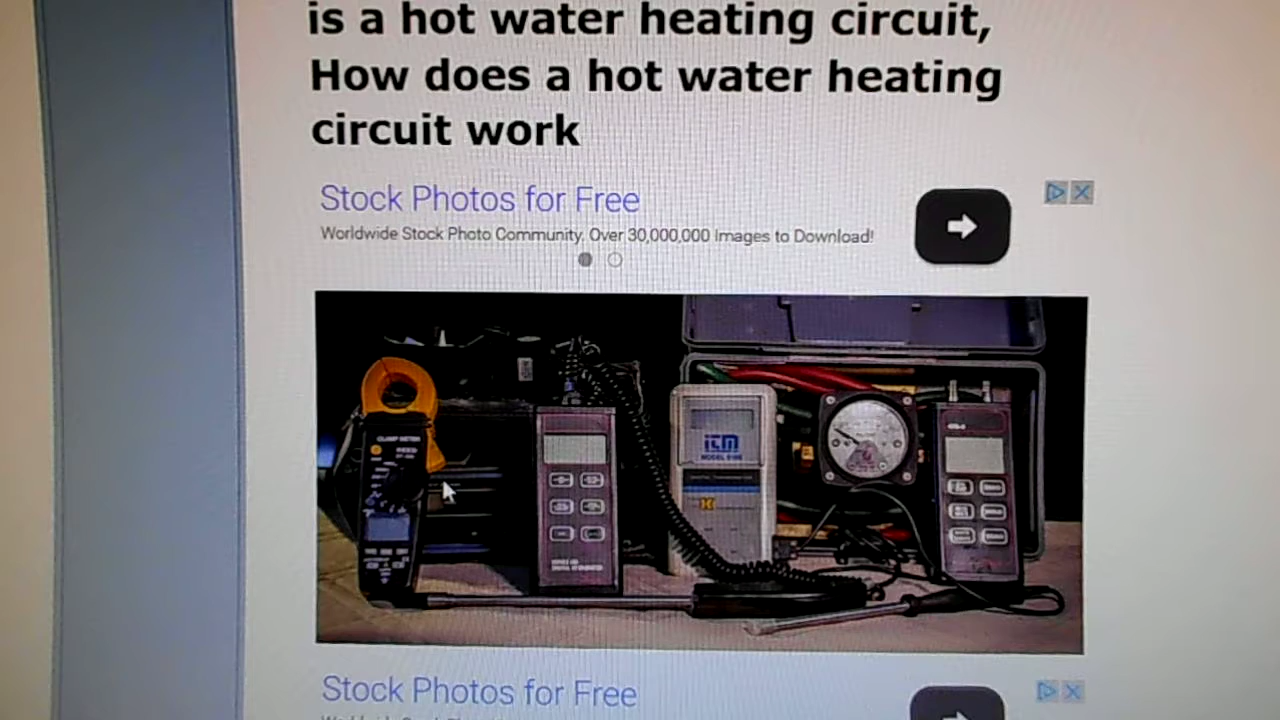 is a hot water heating circuit,
How does a hot water heating
circuit work
Stock Photos for Free
Worldwide Stock Photo Community. Over 30,000,000 Images to Download!
CLAMP METER
ITM
MODEL
Stock Photos for Free